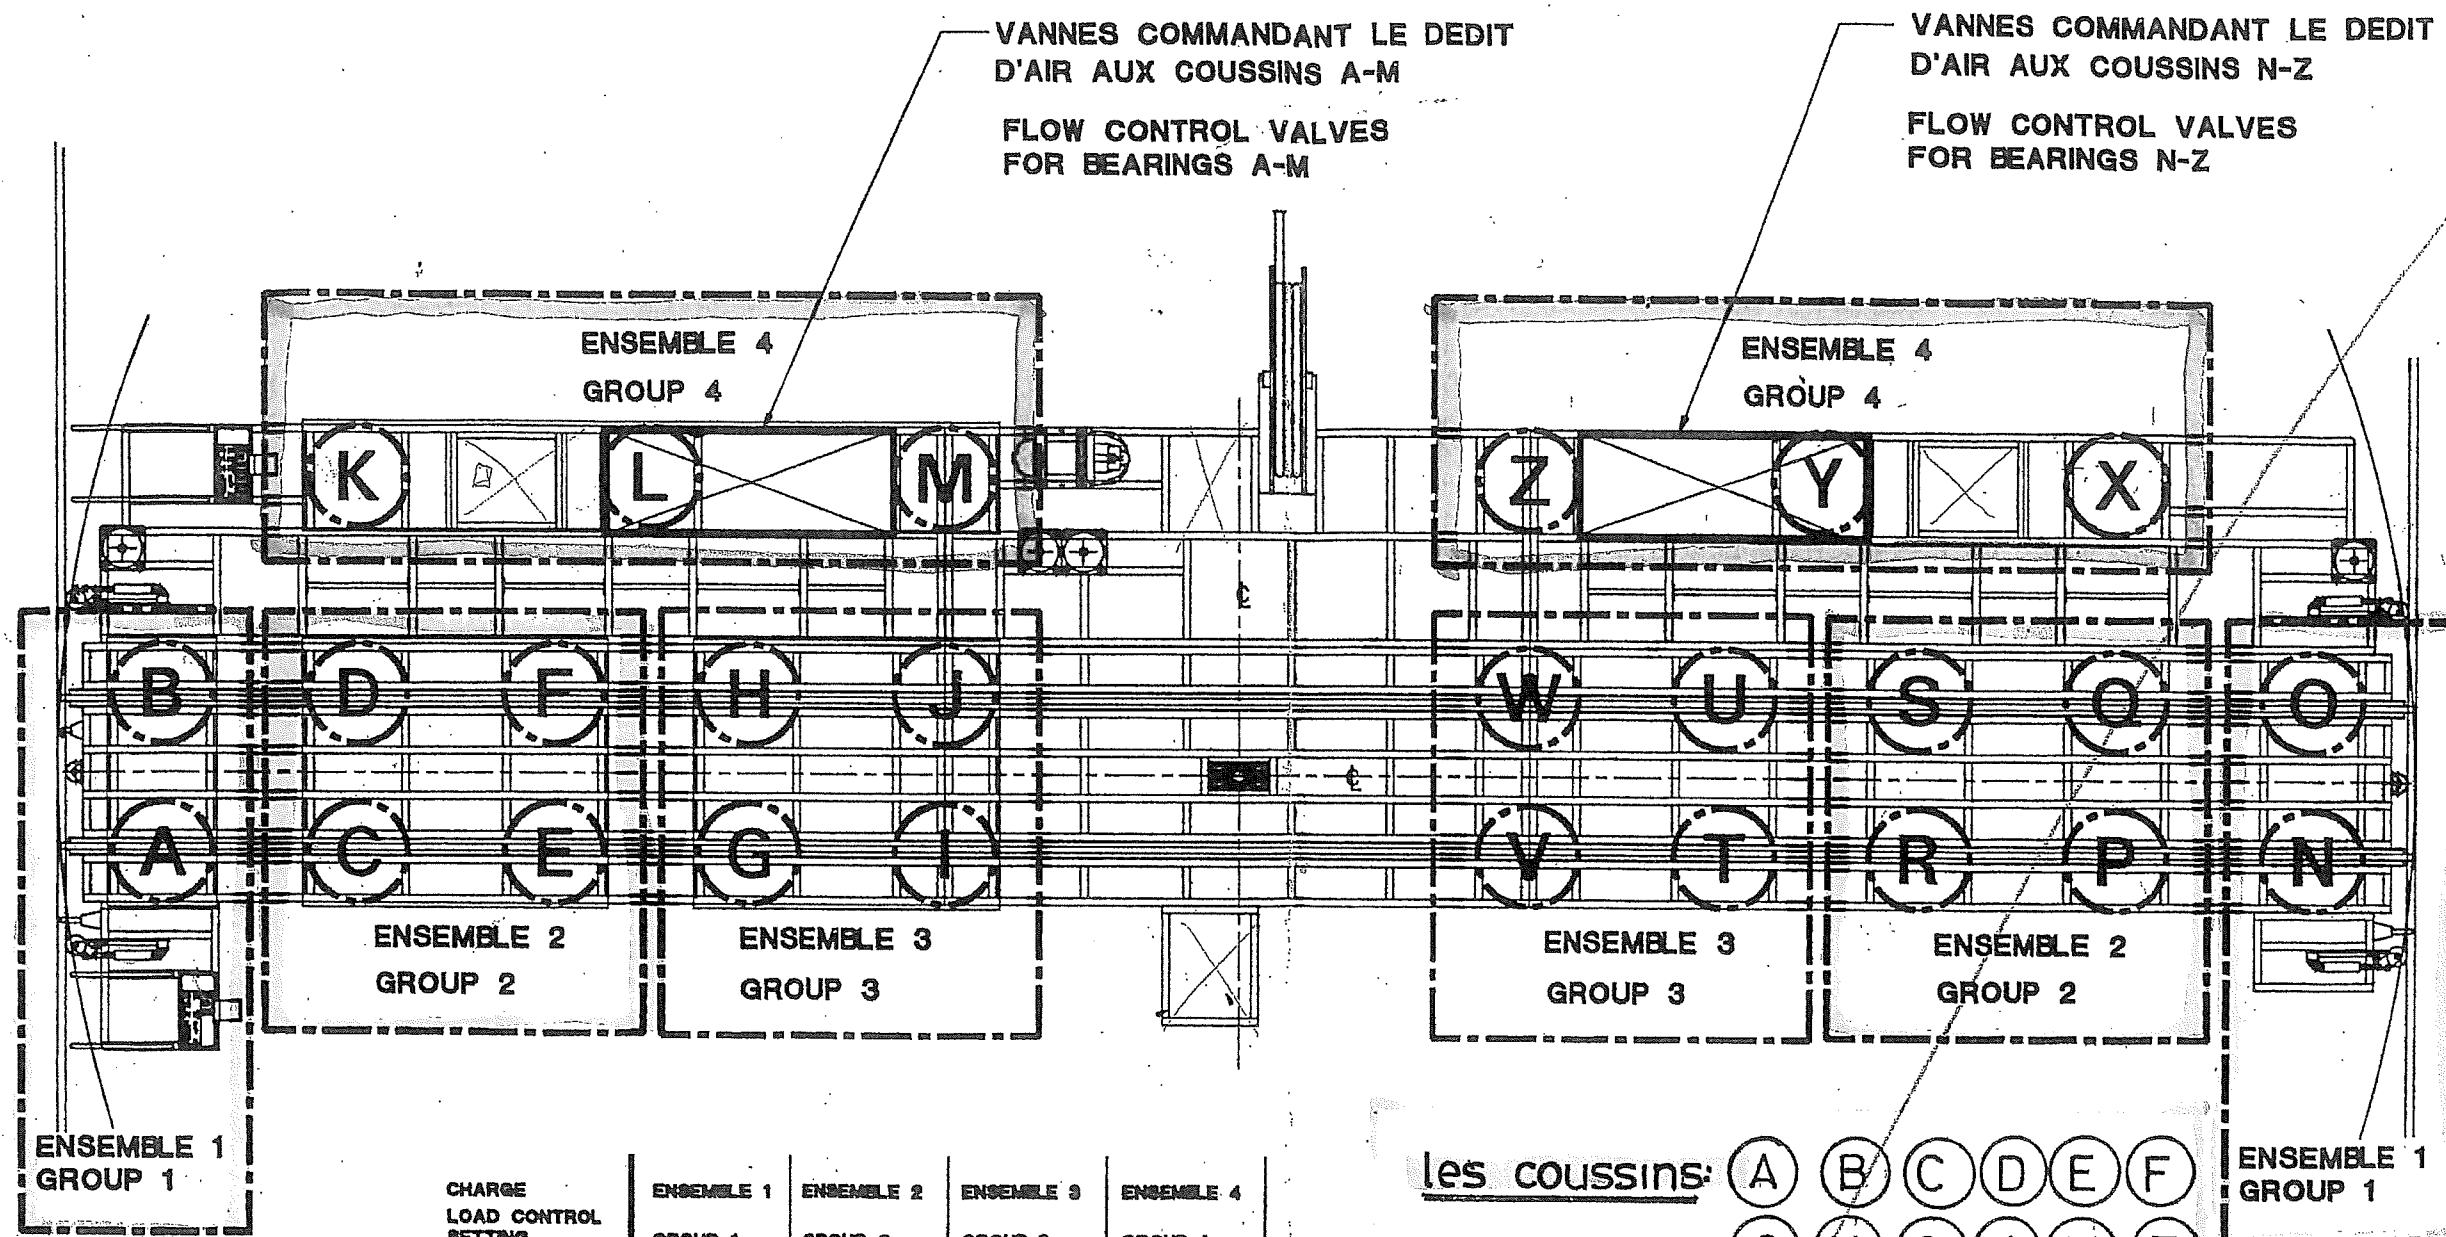 VANNES COMMANDANT LE DEDIT
D'AIR AUX COUSSINS A-M
FLOW CONTROL VALVES
FOR BEARINGS A-M
VANNES COMMANDANT LE DEDIT
D'AIR AUX COUSSINS N-Z
FLOW CONTROL VALVES
FOR BEARINGS N-Z
ENSEMBLE 4
GROUP 4
ENSEMBLE 4
GROUP 4
K L M Z Y X
B D F H J W U S Q O
A C E G I V T R P N
ENSEMBLE 2
GROUP 2
ENSEMBLE 3
GROUP 3
ENSEMBLE 3
GROUP 3
ENSEMBLE 2
GROUP 2
ENSEMBLE 1
GROUP 1
CHARGE
LOAD CONTROL
SETTING
ENSEMBLE 1 ENSEMBLE 2 ENSEMBLE 3 ENSEMBLE 4
les coussins: A B C D E F
ENSEMBLE 1
GROUP 1